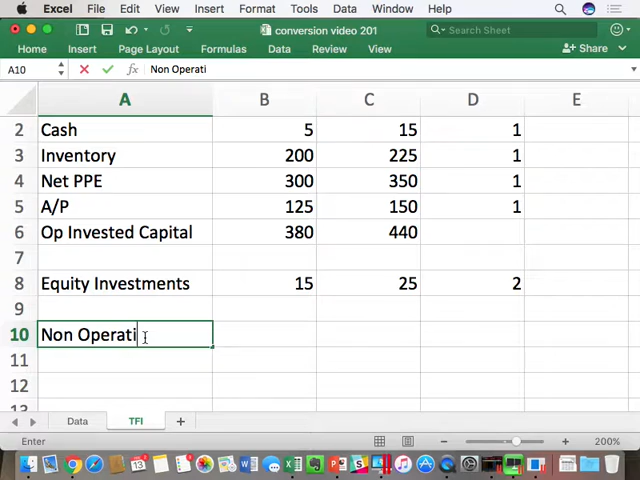 Excel File Edit View Insert Format Tools Data Window Help
conversion video 201
Search Sheet
Home Insert Page Layout Formulas Data Review View
Share
A10 fx Non Operati
A B C D E
2 Cash 5 15 1
3 Inventory 200 225 1
4 Net PPE 300 350 1
5 A/P 125 150 1
6 Op Invested Capital 380 440
7
8 Equity Investments 15 25 2
9
10 Non Operati
11
12
13
Data TFI
Enter
200%